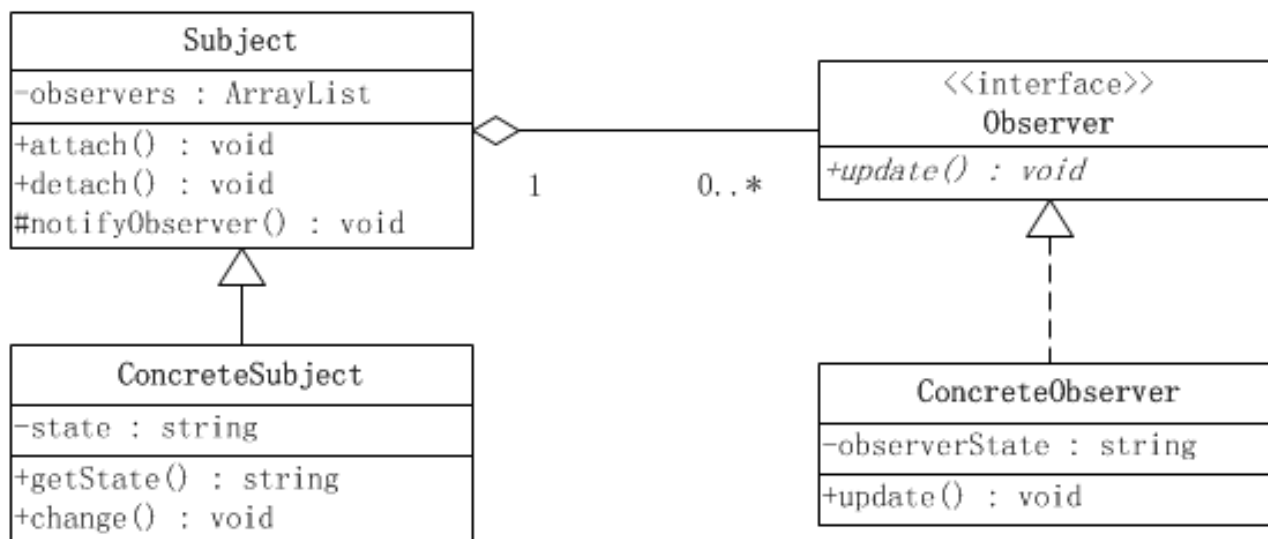 Subject
-observers : ArrayList
+attach() : void
+detach() : void
#notifyObserver() : void
1
0..*
<<interface>>
Observer
+update() : void
ConcreteSubject
-state : string
+getState() : string
+change() : void
ConcreteObserver
-observerState : string
+update() : void